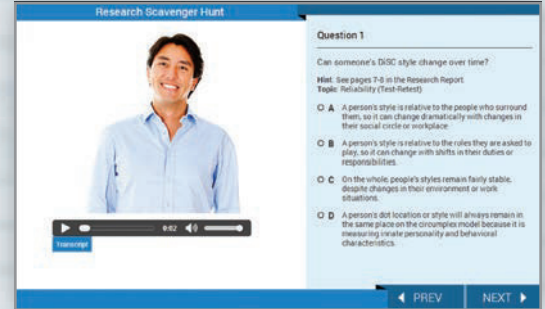 Research Scavenger Hunt
0:02
Transcript
Question 1
Can someone's DiSC style change over time?
Hint: See pages 7-8 in the Research Report
Topic: Reliability (Test-Retest)
A A person's style is relative to the people who surround
them, so it can change dramatically with changes in
their social circle or workplace
B A person's style is relative to the roles they are asked to
play, so it can change with shifts in their duties or
responsibilities.
C On the whole, people's styles remain fairly stable,
despite changes in their environment or work
situations.
D A person's dot location or style will always remain in
the same place on the circumplex model because it is
measuring innate personality and behavioral
characteristics.
PREV NEXT